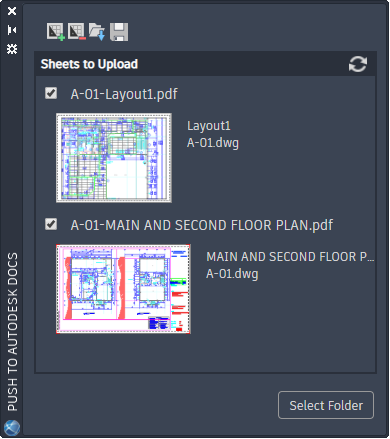 Sheets to Upload
A-01-Layout1.pdf
Layout1
A-01.dwg
A-01-MAIN AND SECOND FLOOR PLAN.pdf
MAIN AND SECOND FLOOR P...
A-01.dwg
PUSH TO AUTODESK DOCS
Select Folder